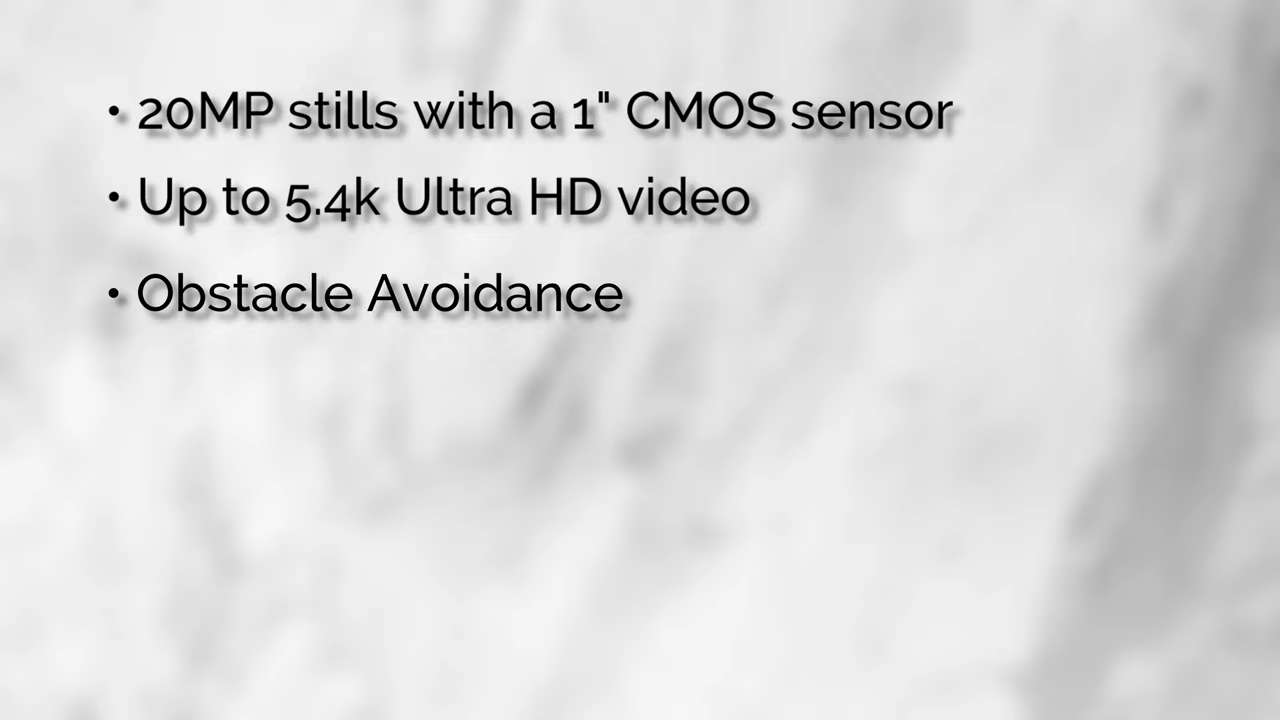 • 20MP stills with a 1" CMOS sensor
• Up to 5.4k Ultra HD video
• Obstacle Avoidance